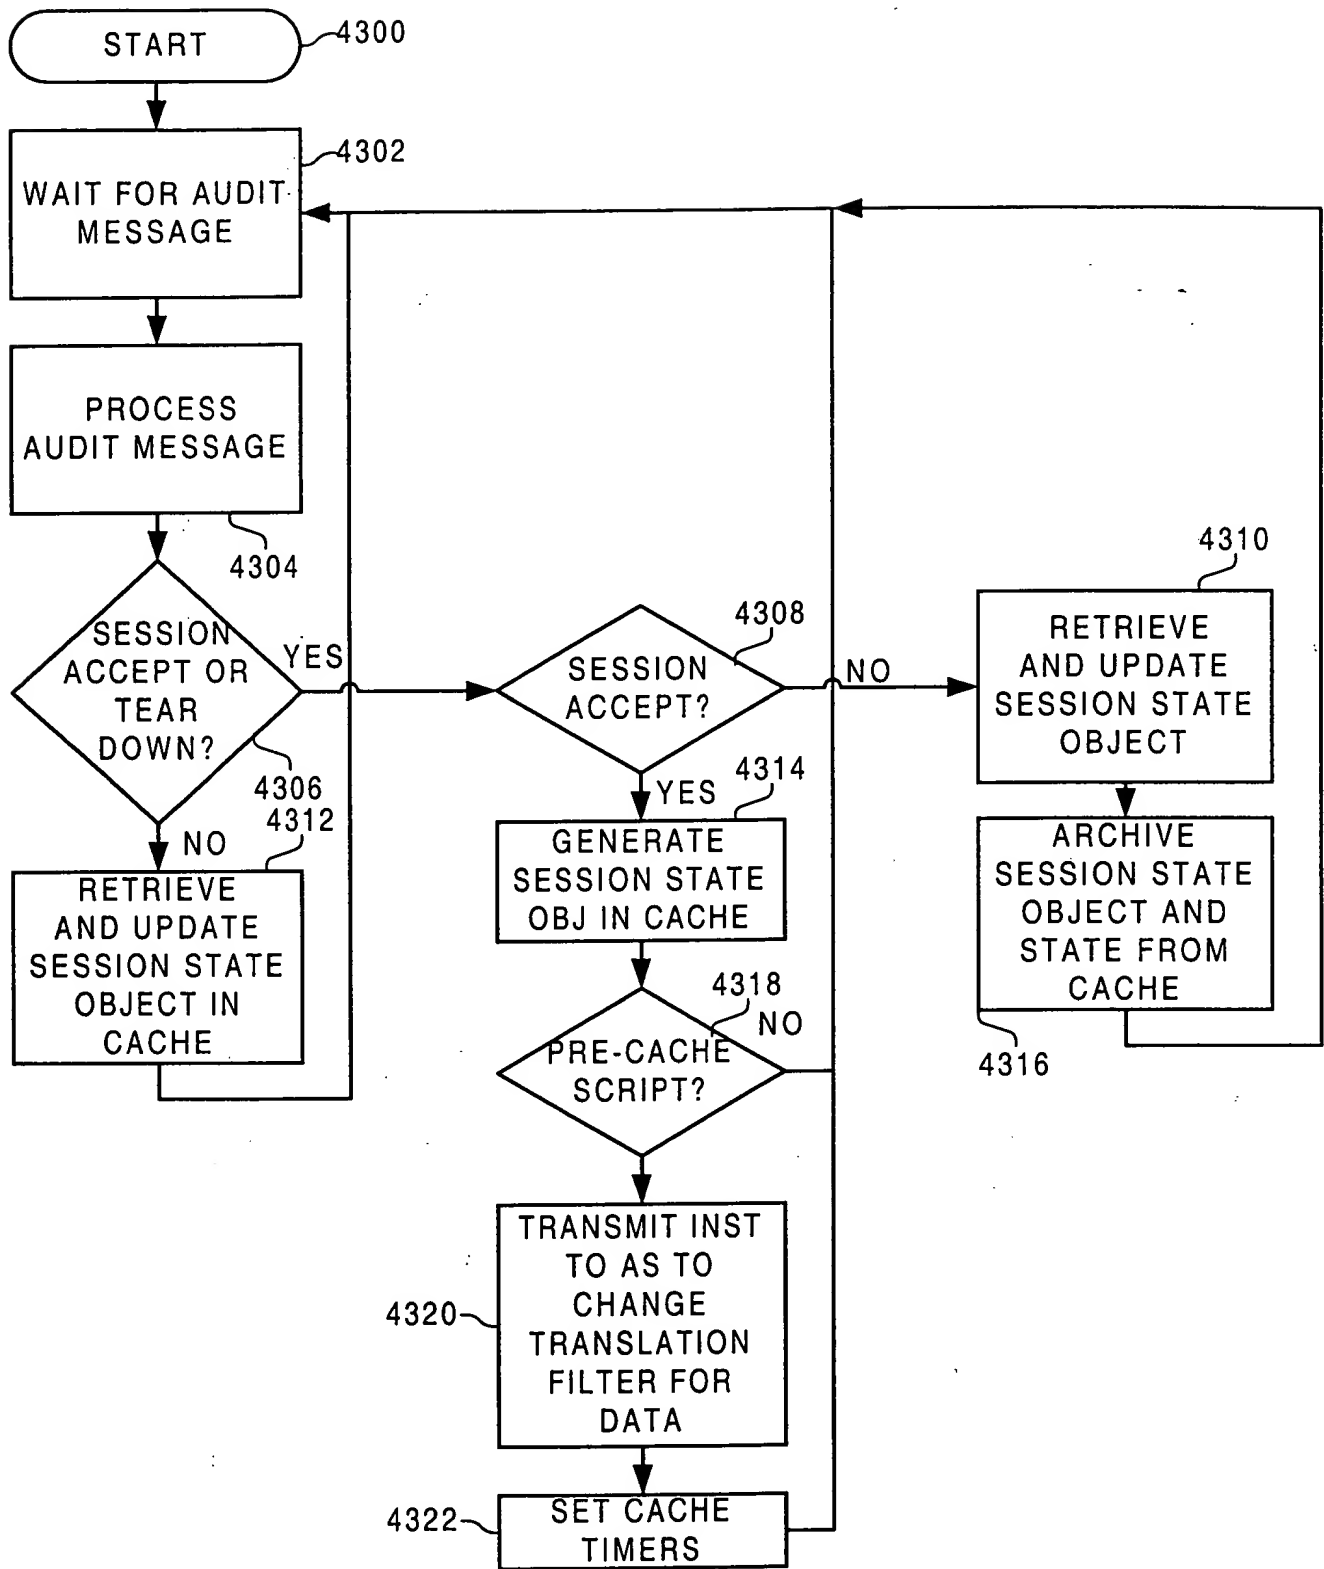 START
4300
4302
WAIT FOR AUDIT
MESSAGE
PROCESS
AUDIT MESSAGE
4304
SESSION
ACCEPT OR
TEAR
DOWN?
YES
4306
NO
4312
RETRIEVE
AND UPDATE
SESSION STATE
OBJECT IN
CACHE
4308
SESSION
ACCEPT?
NO
YES
4314
GENERATE
SESSION STATE
OBJ IN CACHE
4318
NO
PRE-CACHE
SCRIPT?
4320
TRANSMIT INST
TO AS TO
CHANGE
TRANSLATION
FILTER FOR
DATA
4322
SET CACHE
TIMERS
4310
RETRIEVE
AND UPDATE
SESSION STATE
OBJECT
ARCHIVE
SESSION STATE
OBJECT AND
STATE FROM
CACHE
4316